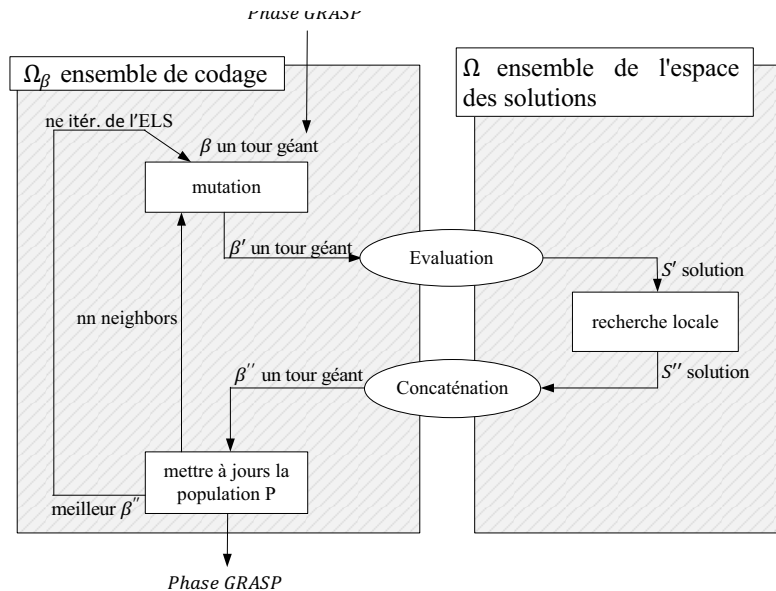 Phase GRASP
Ωβ ensemble de codage
Ω ensemble de l'espace
des solutions
ne itér. de l'ELS
β un tour géant
mutation
β' un tour géant
Evaluation
S' solution
nn neighbors
recherche locale
β'' un tour géant
Concaténation
S'' solution
mettre à jours la
population P
meilleur β''
Phase GRASP